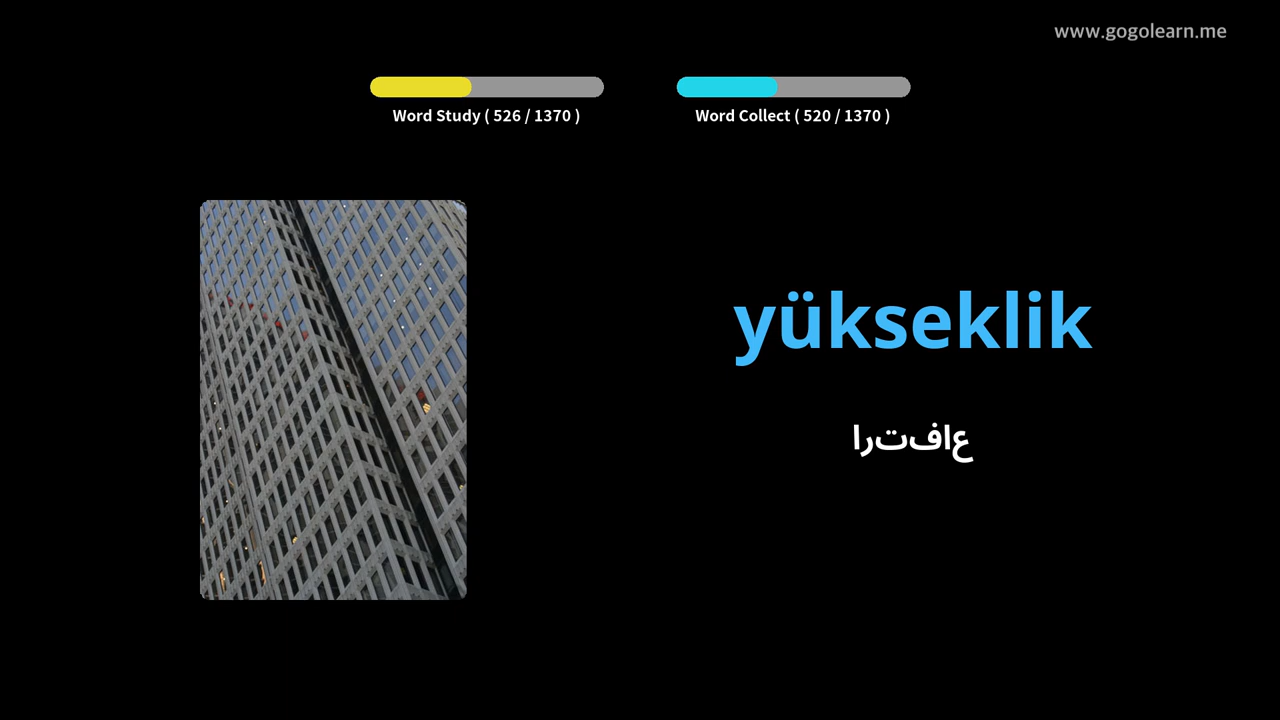 www.gogolearn.me
Word Study ( 526 / 1370 )
Word Collect ( 520 / 1370 )
yükseklik
ارتفاع